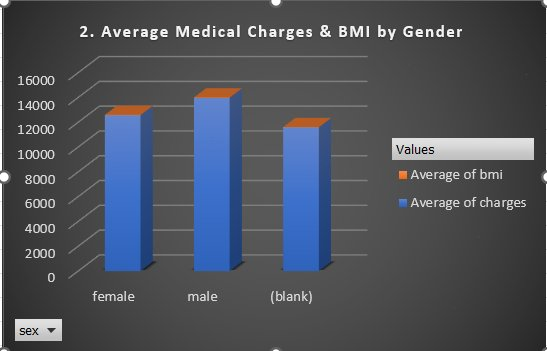 2. Average Medical Charges & BMI by Gender
16000
14000
12000
10000
8000
6000
4000
2000
0
female male (blank)
Values
Average of bmi
Average of charges
sex